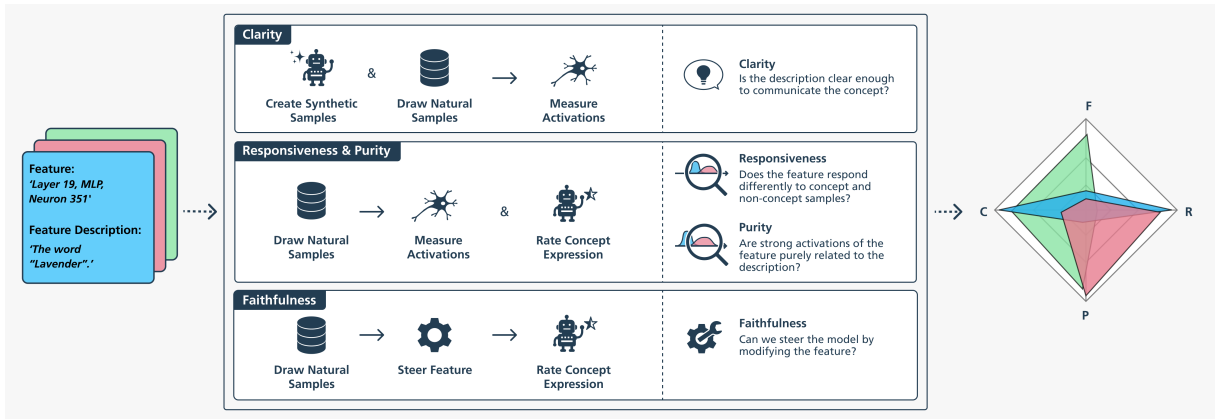 Feature:
‘Layer 19, MLP,
Neuron 351'
Feature Description:
‘The word
“Lavender”.’
Clarity
Create Synthetic
Samples
&
Draw Natural
Samples
Measure
Activations
Clarity
Is the description clear enough
to communicate the concept?
Responsiveness & Purity
Draw Natural
Samples
Measure
Activations
&
Rate Concept
Expression
Responsiveness
Does the feature respond
differently to concept and
non-concept samples?
Purity
Are strong activations of the
feature purely related to the
description?
Faithfulness
Draw Natural
Samples
Steer Feature
Rate Concept
Expression
Faithfulness
Can we steer the model by
modifying the feature?
F
C
R
P